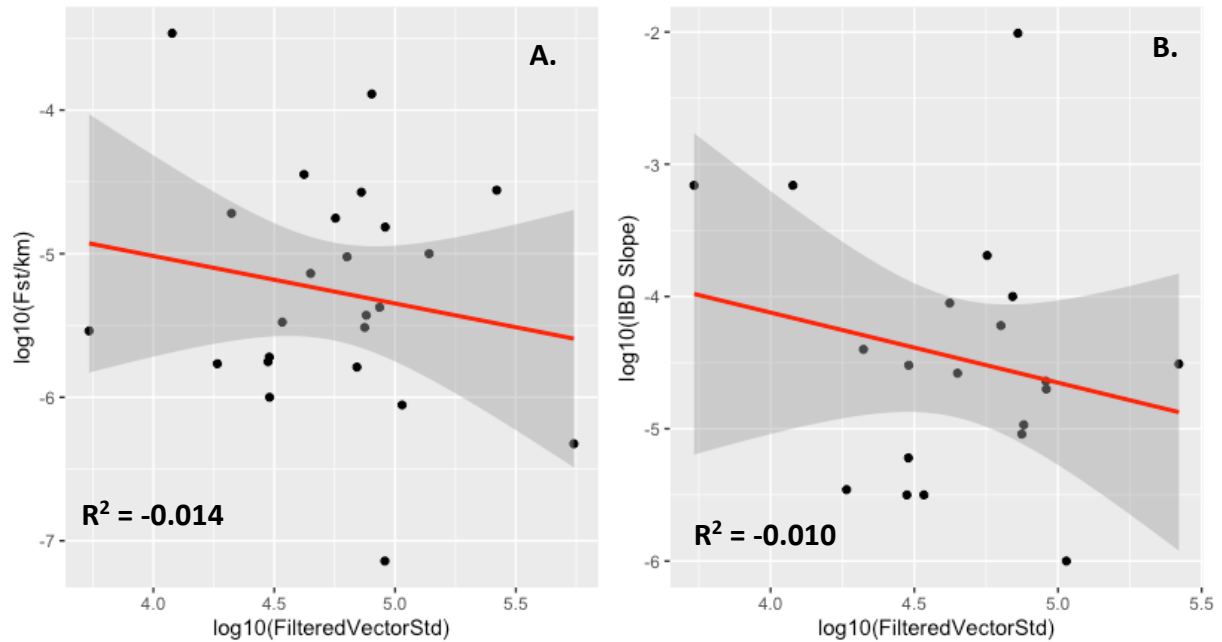 A.
log10(Fst/km)
-4
-5
-6
-7
R² = -0.014
4.0 4.5 5.0 5.5
log10(FilteredVectorStd)
B.
log10(IBD Slope)
-2
-3
-4
-5
-6
R² = -0.010
4.0 4.5 5.0 5.5
log10(FilteredVectorStd)